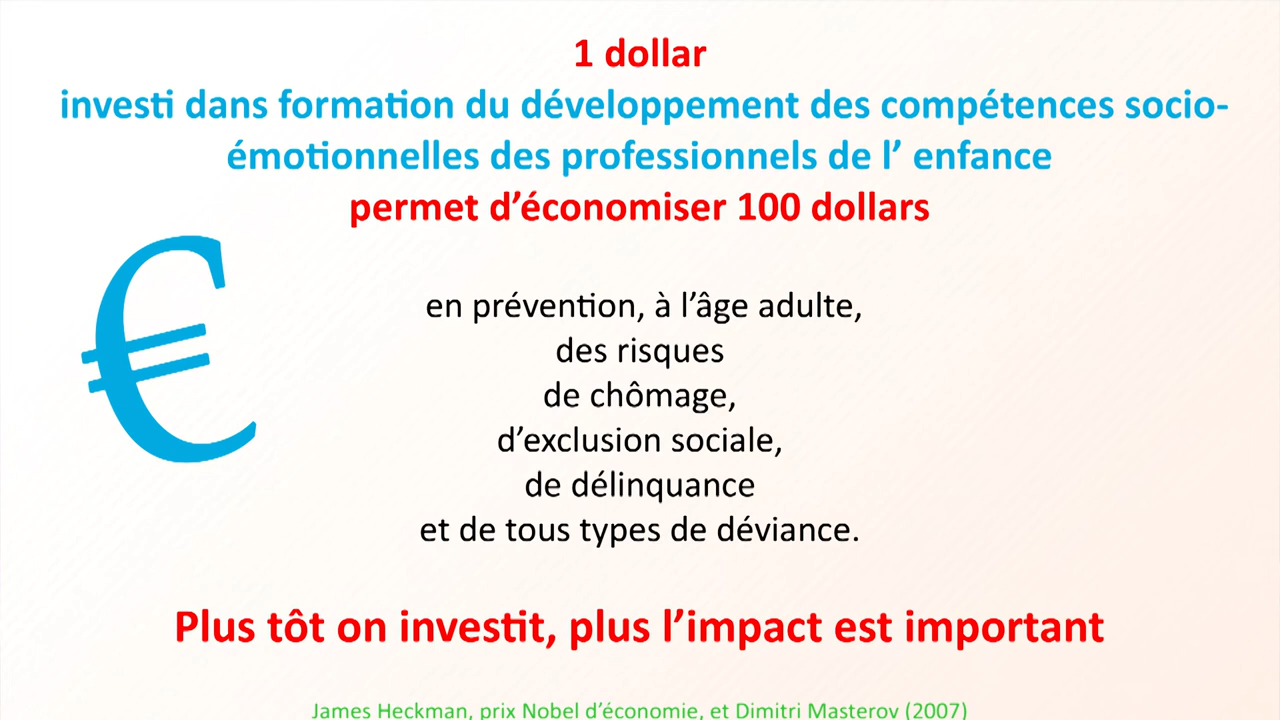 1 dollar
investi dans formation du développement des compétences socio-
émotionnelles des professionnels de l’ enfance
permet d’économiser 100 dollars
€
en prévention, à l’âge adulte,
des risques
de chômage,
d’exclusion sociale,
de délinquance
et de tous types de déviance.
Plus tôt on investit, plus l’impact est important
James Heckman, prix Nobel d’économie, et Dimitri Masterov (2007)